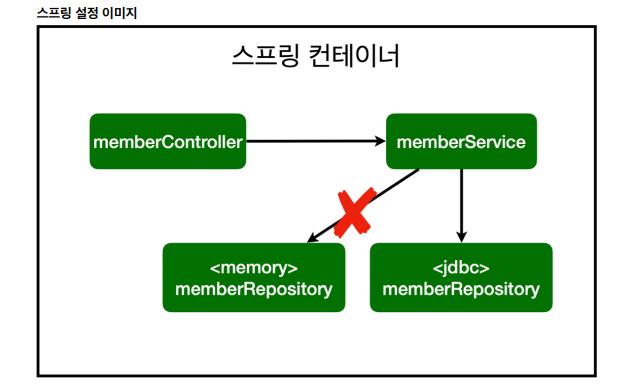 스프링 설정 이미지
스프링 컨테이너
memberController
memberService
<memory>
memberRepository
<jdbc>
memberRepository